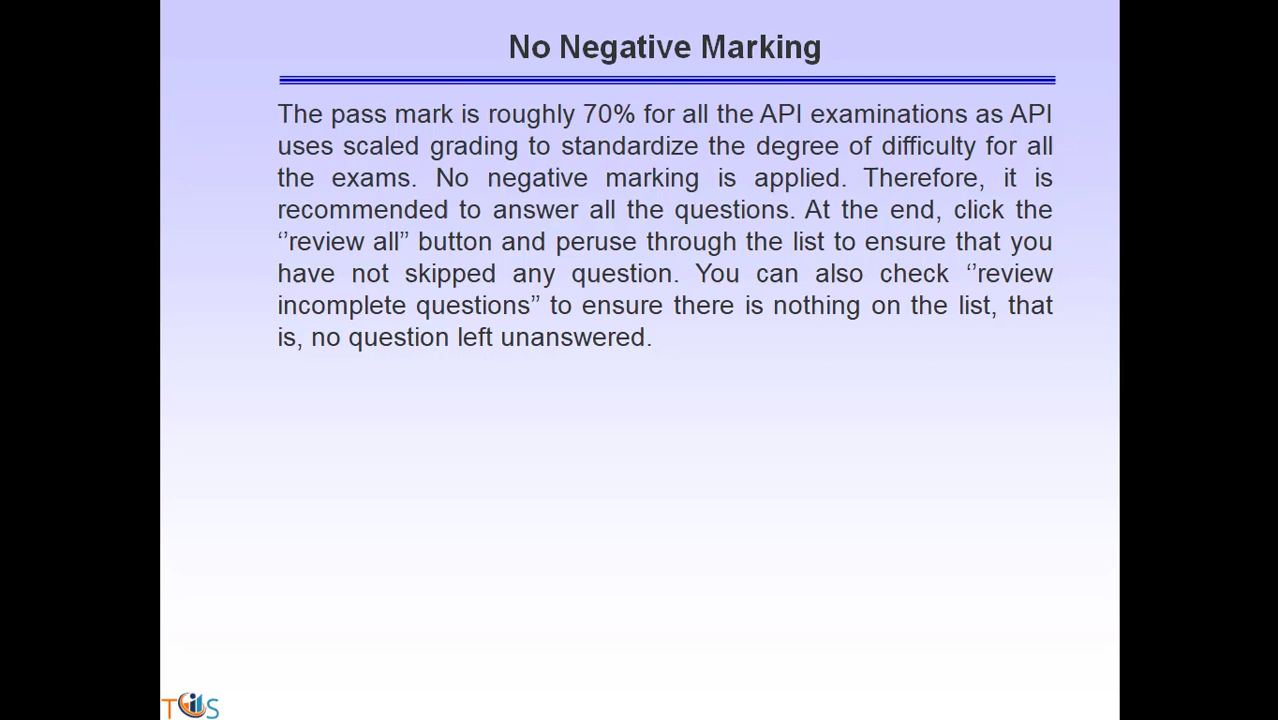 No Negative Marking
The pass mark is roughly 70% for all the API examinations as API
uses scaled grading to standardize the degree of difficulty for all
the exams. No negative marking is applied. Therefore, it is
recommended to answer all the questions. At the end, click the
‘’review all” button and peruse through the list to ensure that you
have not skipped any question. You can also check ‘’review
incomplete questions” to ensure there is nothing on the list, that
is, no question left unanswered.